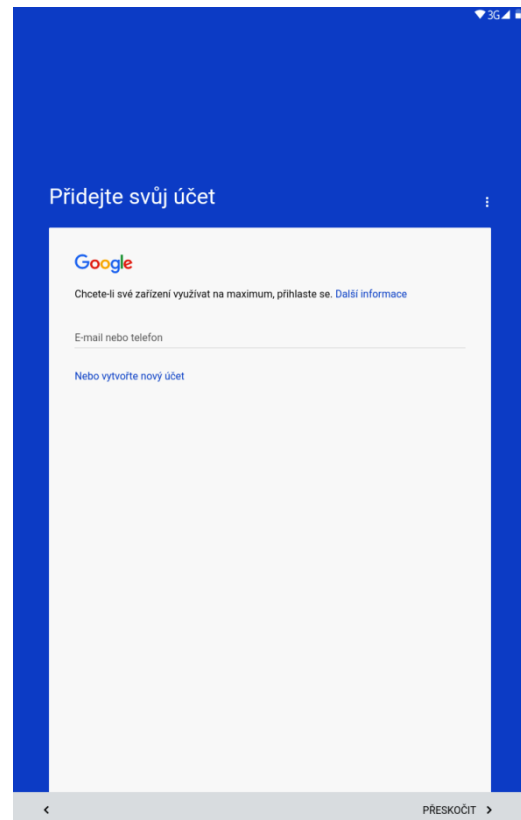 3G
Přidejte svůj účet
Google
Chcete-li své zařízení využívat na maximum, přihlaste se. Další informace
E-mail nebo telefon
Nebo vytvořte nový účet
PŘESKOČIT